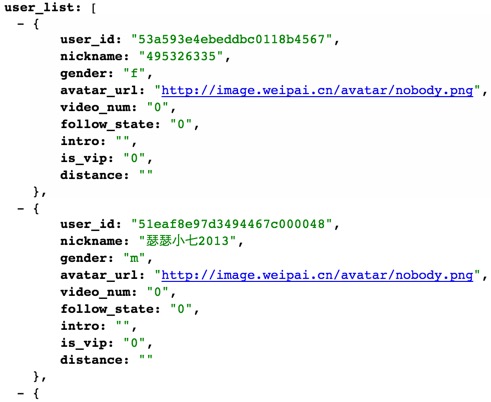 user_list: [
– {
user_id: "53a593e4ebeddbc0118b4567",
nickname: "495326335",
gender: "f",
avatar_url: "http://image.weipai.cn/avatar/nobody.png",
video_num: "0",
follow_state: "0",
intro: "",
is_vip: "0",
distance: ""
},
– {
user_id: "51eaf8e97d3494467c000048",
nickname: "瑟瑟小七2013",
gender: "m",
avatar_url: "http://image.weipai.cn/avatar/nobody.png",
video_num: "0",
follow_state: "0",
intro: "",
is_vip: "0",
distance: ""
},
– {